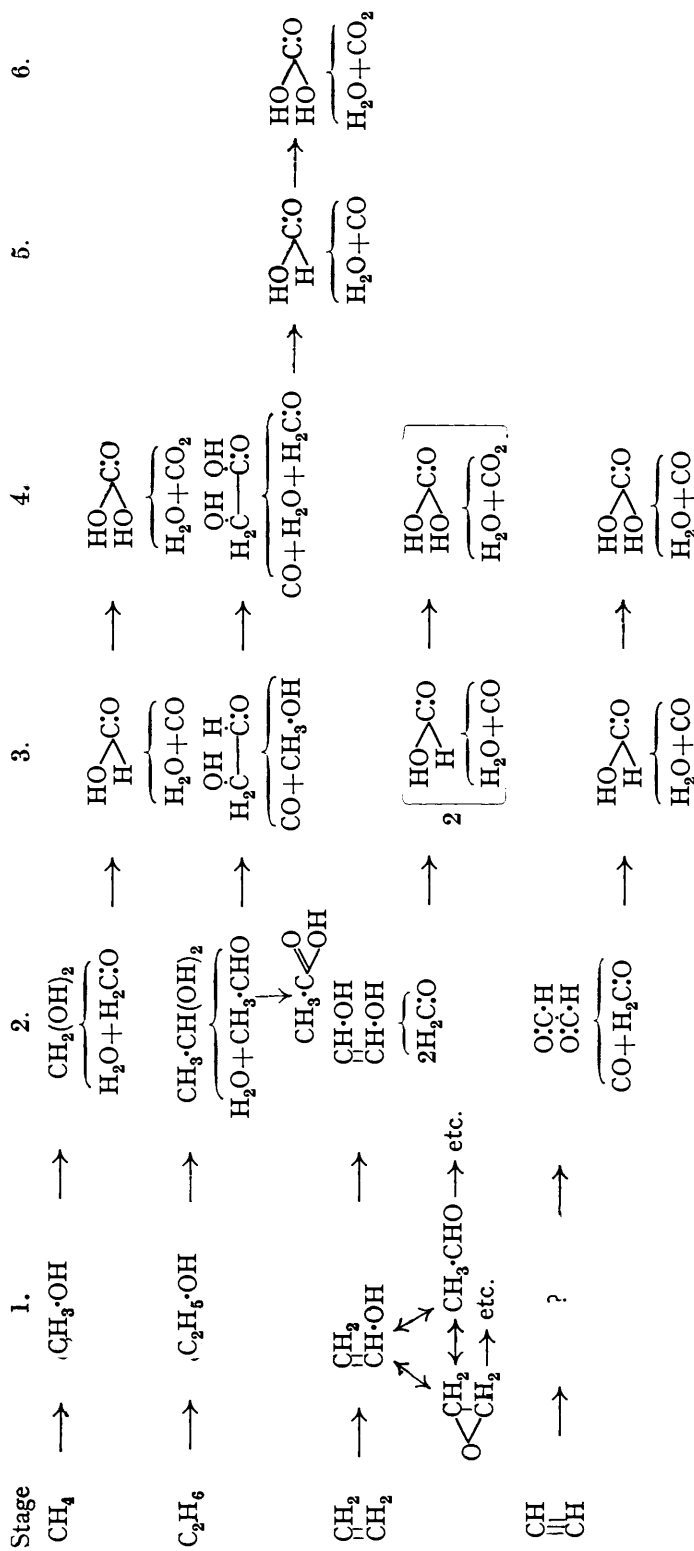 Stage 1. 2. 3. 4. 5. 6.
CH₄ ⟶ (CH₃·OH ⟶ CH₂(OH)₂ ⟶ HO H C:O ⟶ HO HO C:O
H₂O+H₂C:O H₂O+CO H₂O+CO₂
C₂H₆ ⟶ (C₂H₅·OH ⟶ CH₃·CH(OH)₂ ⟶ OH H H₂C—C:O ⟶ OH OH H₂C—C:O ⟶ HO H C:O ⟶ HO HO C:O
H₂O+CH₃·CHO CO+CH₃·OH CO+H₂O+H₂C:O H₂O+CO H₂O+CO₂
CH₃·C O OH
CH₂ CH₂ ⟶ CH₂ CH·OH ⟶ CH·OH CH·OH ⟶ 2 [ HO H C:O ⟶ HO HO C:O ]
2H₂C:O H₂O+CO H₂O+CO₂
O CH₂ CH₂ ⟷ CH₃·CHO ⟶ etc.
⟶ etc.
CH CH ⟶ ? ⟶ O:C·H O:C·H ⟶ HO H C:O ⟶ HO HO C:O
CO+H₂C:O H₂O+CO H₂O+CO